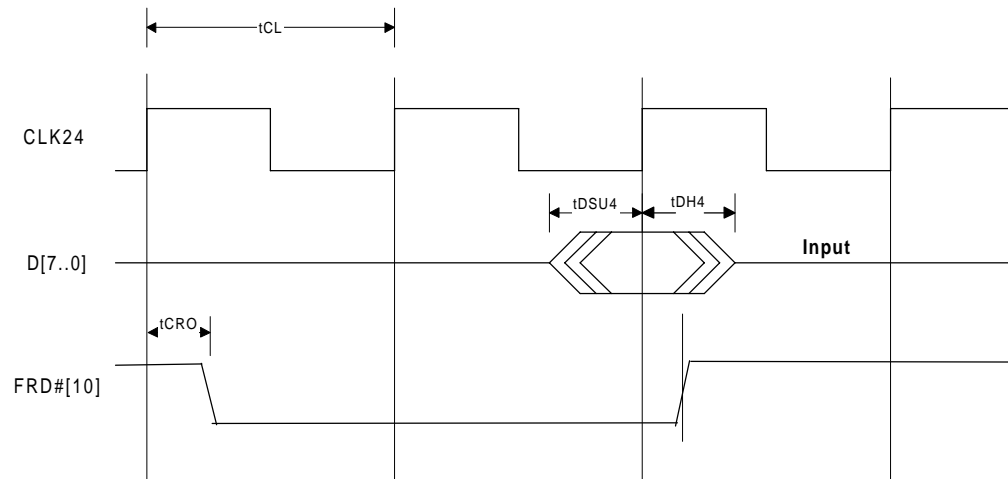 tCL
CLK24
tDSU4 tDH4
D[7..0] Input
tCRO
FRD#[10]